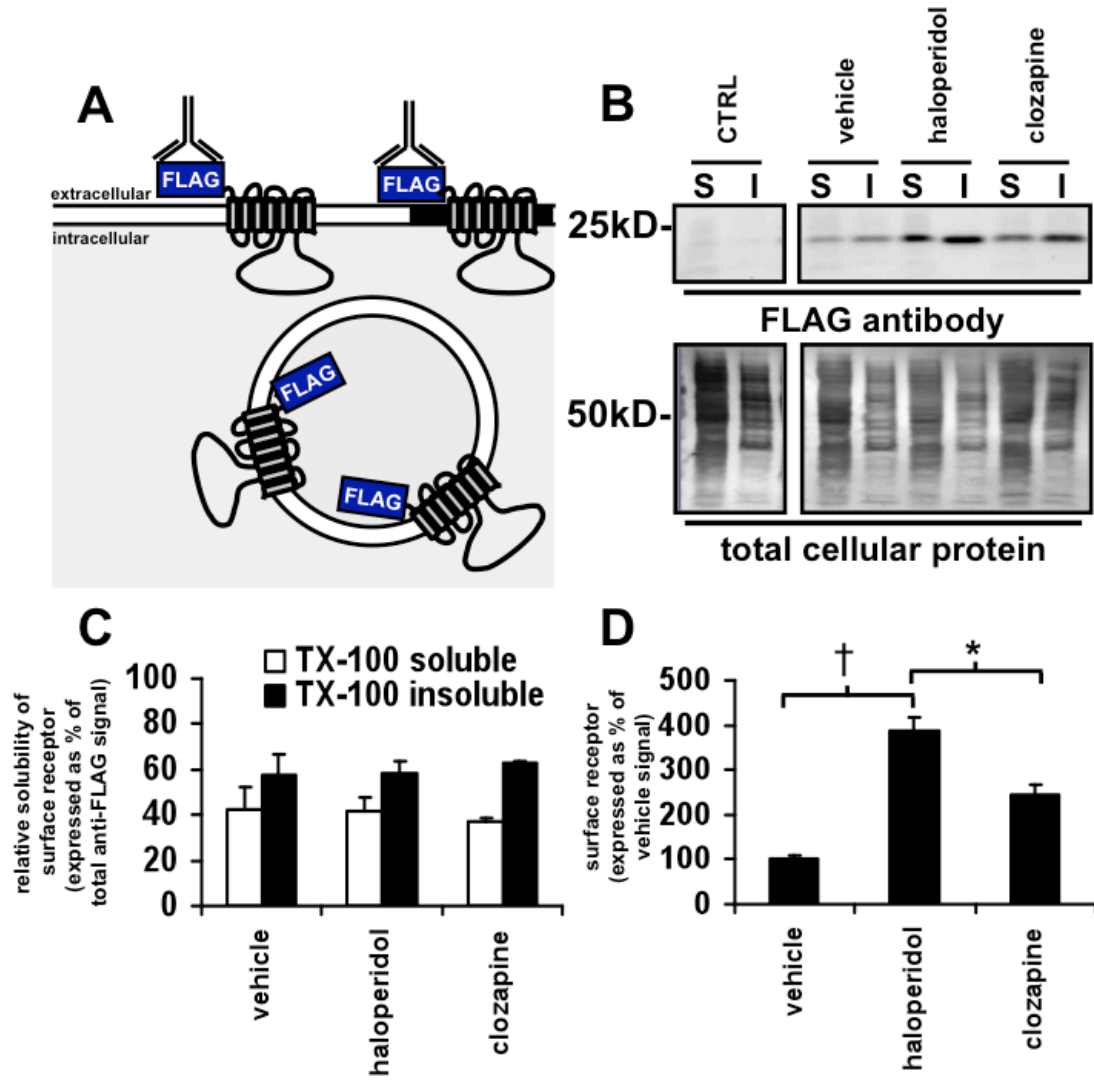 A
FLAG
FLAG
extracellular
intracellular
FLAG
FLAG
B
CTRL
vehicle
haloperidol
clozapine
S I S I S I S I
25kD-
FLAG antibody
50kD-
total cellular protein
C
TX-100 soluble
TX-100 insoluble
relative solubility of
surface receptor
(expressed as % of
total anti-FLAG signal)
100
80
60
40
20
0
vehicle
haloperidol
clozapine
D
† *
surface receptor
(expressed as % of
vehicle signal)
500
400
300
200
100
0
vehicle
haloperidol
clozapine